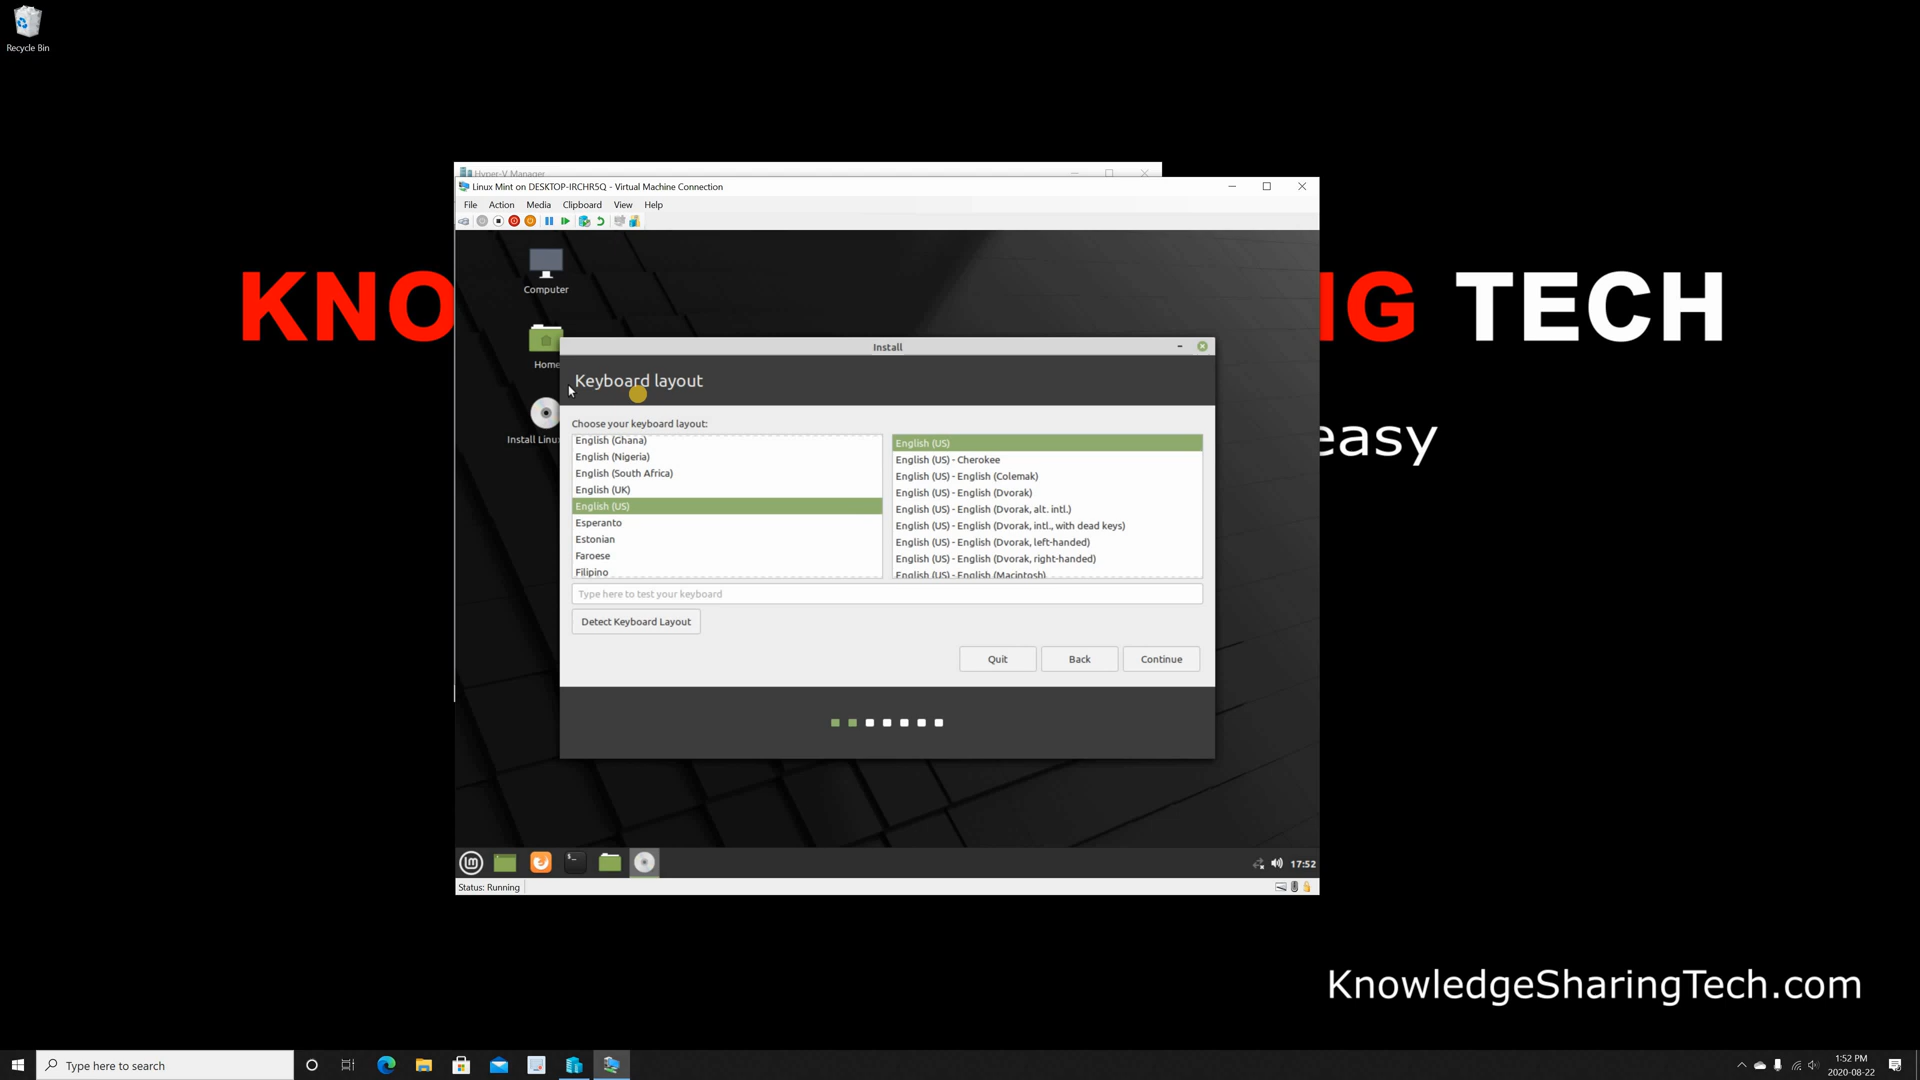 Recycle Bin
Hyper-V Manager
Linux Mint on DESKTOP-IRCHR5Q - Virtual Machine Connection
File Action Media Clipboard View Help
KNO
IG TECH
easy
Computer
Home
Install Linu
Install
Keyboard layout
Choose your keyboard layout:
English (Ghana)
English (Nigeria)
English (South Africa)
English (UK)
English (US)
Esperanto
Estonian
Faroese
Filipino
English (US)
English (US) - Cherokee
English (US) - English (Colemak)
English (US) - English (Dvorak)
English (US) - English (Dvorak, alt. intl.)
English (US) - English (Dvorak, intl., with dead keys)
English (US) - English (Dvorak, left-handed)
English (US) - English (Dvorak, right-handed)
English (US) - English (Macintosh)
Type here to test your keyboard
Detect Keyboard Layout
Quit Back Continue
17:52
Status: Running
KnowledgeSharingTech.com
Type here to search
1:52 PM
2020-08-22